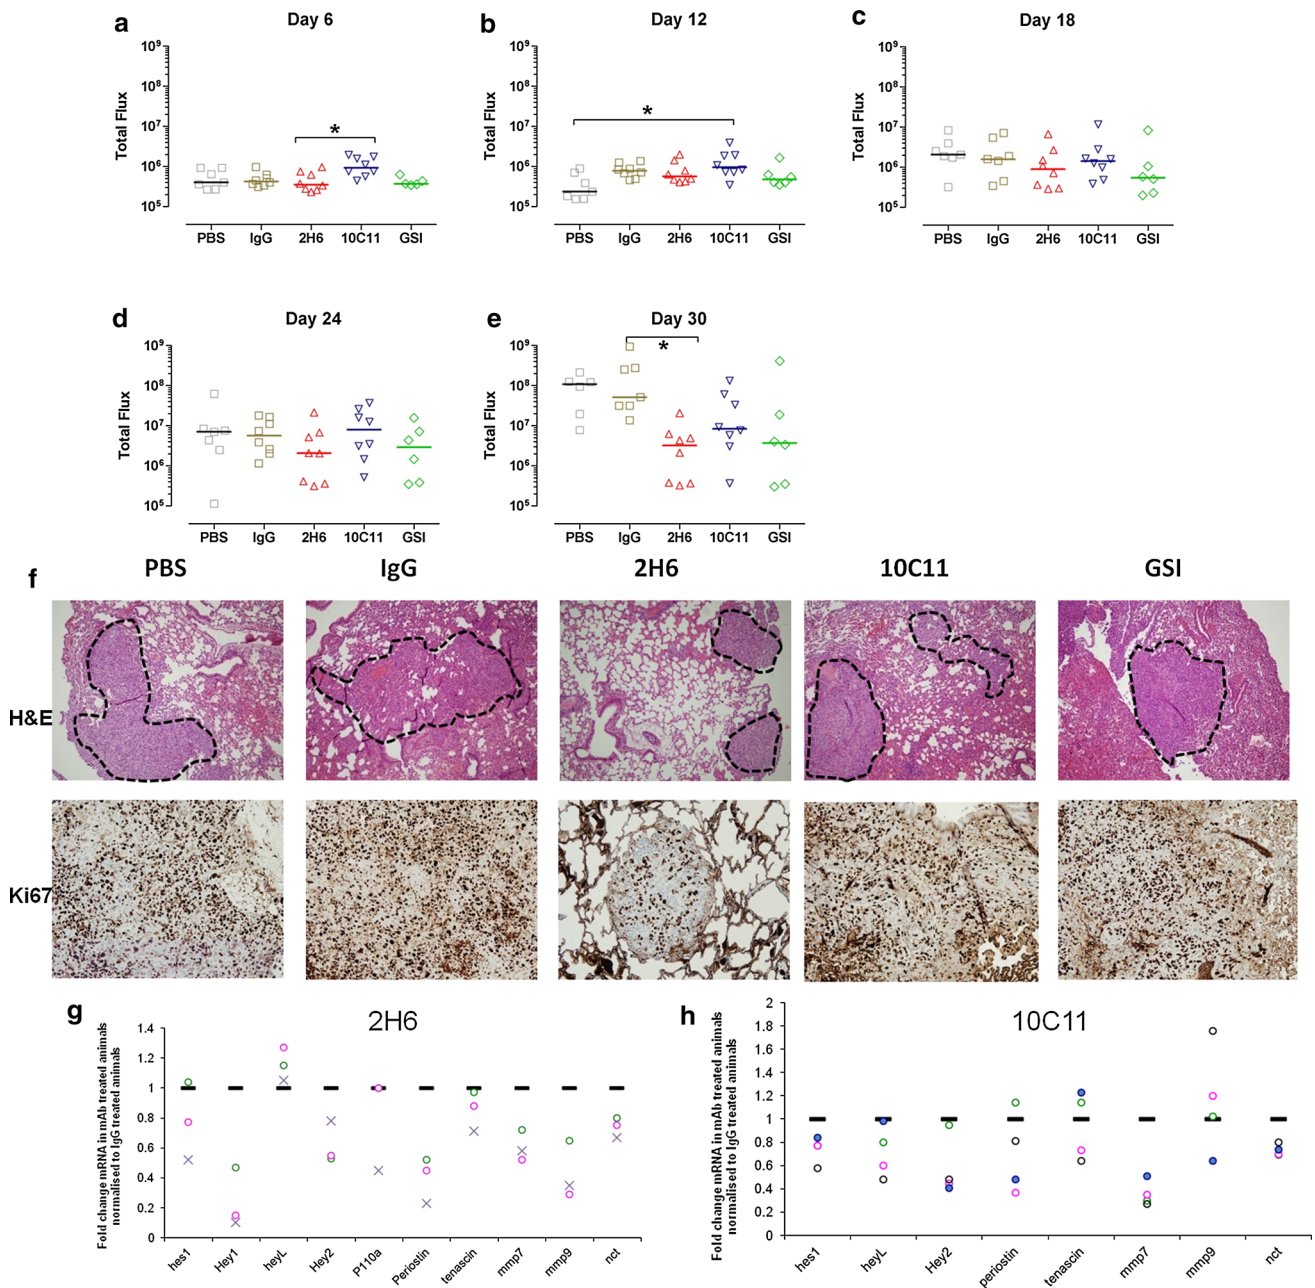 a
Day 6
Total Flux
10⁹
10⁸
10⁷
10⁶
10⁵
*
PBS IgG 2H6 10C11 GSI
b
Day 12
Total Flux
10⁹
10⁸
10⁷
10⁶
10⁵
*
PBS IgG 2H6 10C11 GSI
c
Day 18
Total Flux
10⁹
10⁸
10⁷
10⁶
10⁵
PBS IgG 2H6 10C11 GSI
d
Day 24
Total Flux
10⁹
10⁸
10⁷
10⁶
10⁵
PBS IgG 2H6 10C11 GSI
e
Day 30
Total Flux
10⁹
10⁸
10⁷
10⁶
10⁵
*
PBS IgG 2H6 10C11 GSI
f
PBS IgG 2H6 10C11 GSI
H&E
Ki67
g
2H6
Fold change mRNA in mAb treated animals
normalised to IgG treated animals
1.4
1.2
1
0.8
0.6
0.4
0.2
0
hes1 Hey1 heyL Hey2 P110a Periostin tenascin mmp7 mmp9 nct
h
10C11
Fold change mRNA in mAb treated animals
normalised to IgG treated animals
2
1.8
1.6
1.4
1.2
1
0.8
0.6
0.4
0.2
0
hes1 heyL Hey2 periostin tenascin mmp7 mmp9 nct